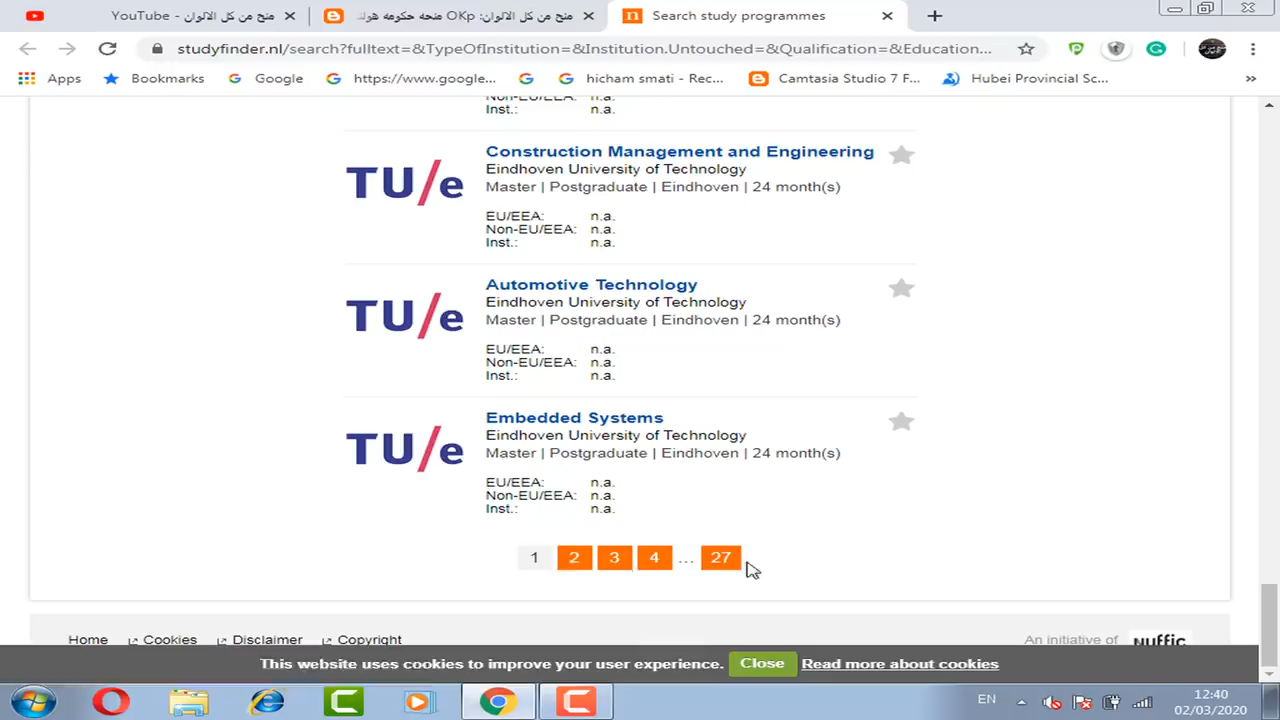 YouTube - منح من كل الالوان
منح من كل الالوان: OKp منحه حكومه هولند
Search study programmes
studyfinder.nl/search?fulltext=&TypeOfInstitution=&Institution.Untouched=&Qualification=&Education...
Apps
Bookmarks
Google
https://www.google...
hicham smati - Rec...
Camtasia Studio 7 F...
Hubei Provincial Sc...
Non-EU/EEA: n.a.
Inst.: n.a.
TU/e
Construction Management and Engineering
Eindhoven University of Technology
Master | Postgraduate | Eindhoven | 24 month(s)
EU/EEA: n.a.
Non-EU/EEA: n.a.
Inst.: n.a.
TU/e
Automotive Technology
Eindhoven University of Technology
Master | Postgraduate | Eindhoven | 24 month(s)
EU/EEA: n.a.
Non-EU/EEA: n.a.
Inst.: n.a.
TU/e
Embedded Systems
Eindhoven University of Technology
Master | Postgraduate | Eindhoven | 24 month(s)
EU/EEA: n.a.
Non-EU/EEA: n.a.
Inst.: n.a.
1 2 3 4 ... 27
Home Cookies Disclaimer Copyright
An initiative of nuffic
This website uses cookies to improve your user experience. Close Read more about cookies
EN
12:40
02/03/2020